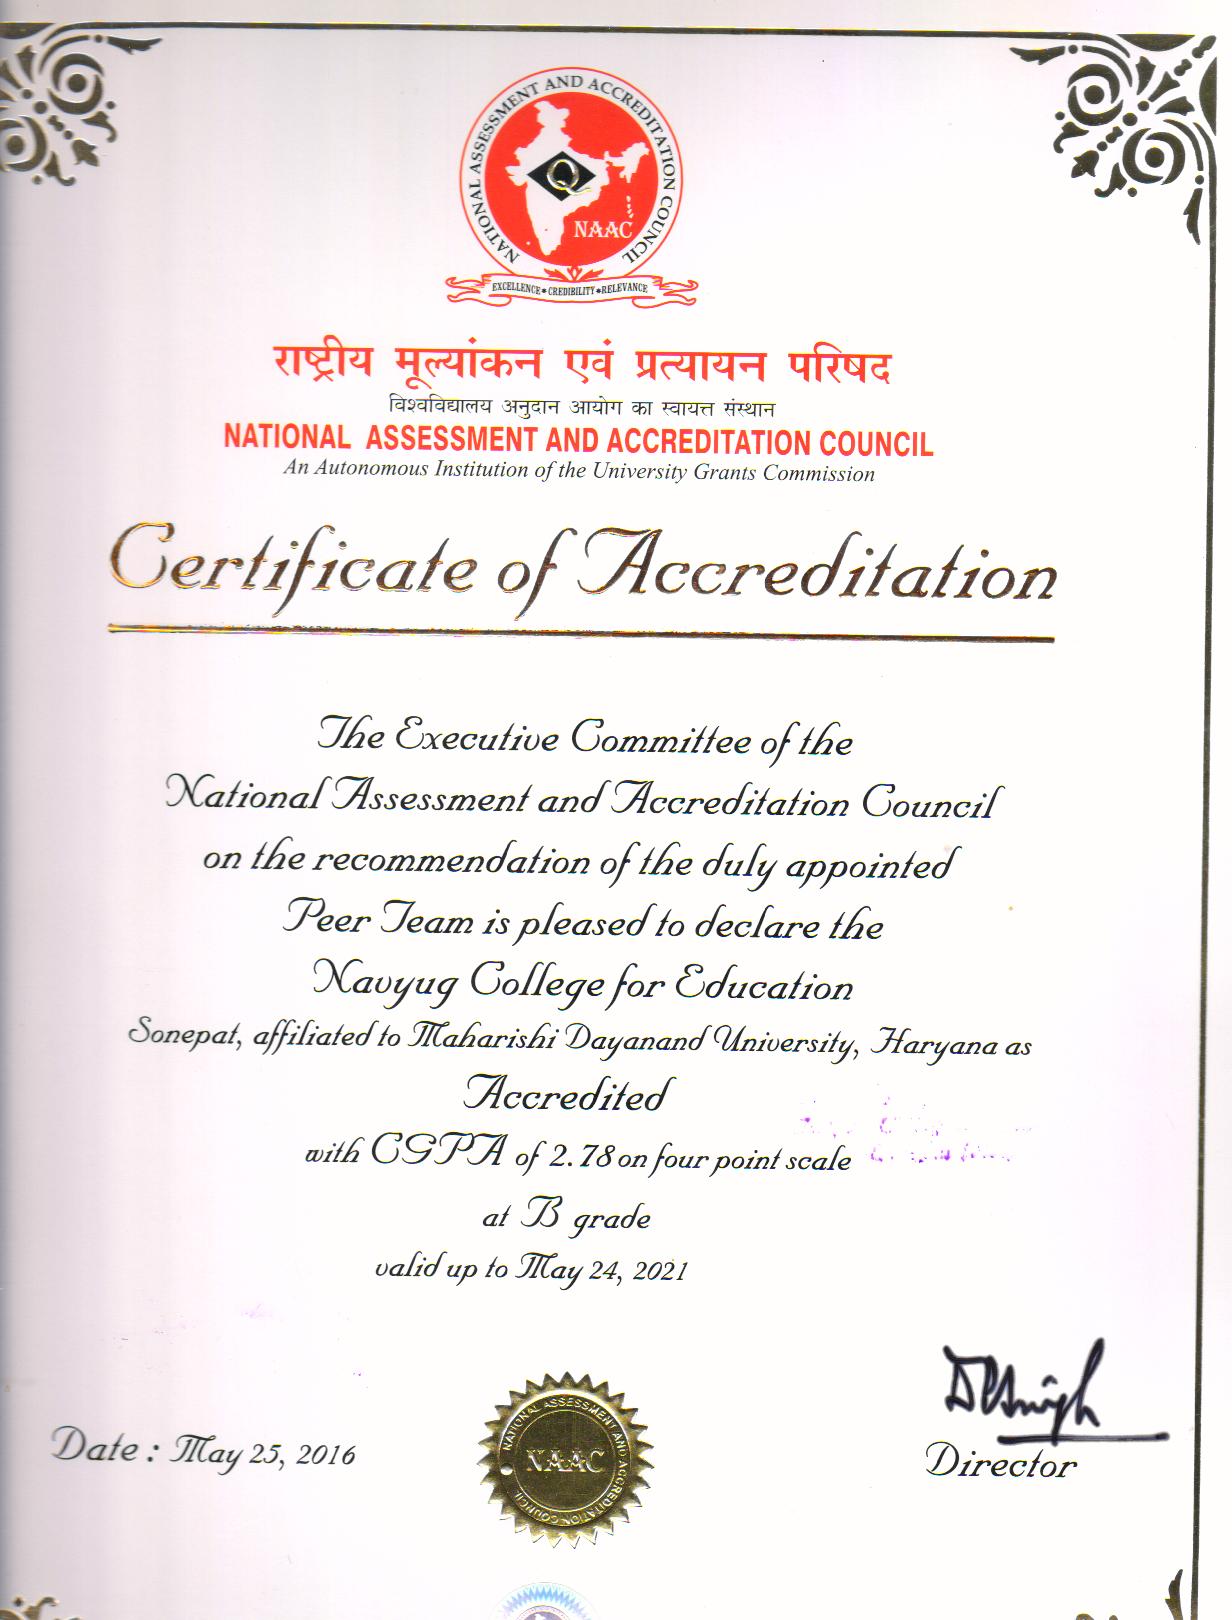 NATIONAL ASSESSMENT AND ACCREDITATION COUNCIL
Q
NAAC
EXCELLENCE * CREDIBILITY * RELEVANCE
राष्ट्रीय मूल्यांकन एवं प्रत्यायन परिषद
विश्वविद्यालय अनुदान आयोग का स्वायत्त संस्थान
NATIONAL ASSESSMENT AND ACCREDITATION COUNCIL
An Autonomous Institution of the University Grants Commission
Certificate of Accreditation
The Executive Committee of the
National Assessment and Accreditation Council
on the recommendation of the duly appointed
Peer Team is pleased to declare the
Navyug College for Education
Sonepat, affiliated to Maharishi Dayanand University, Haryana as
Accredited
with CGPA of 2.78 on four point scale
at B grade
valid up to May 24, 2021
Date : May 25, 2016
NATIONAL ASSESSMENT AND ACCREDITATION COUNCIL
NAAC
Director